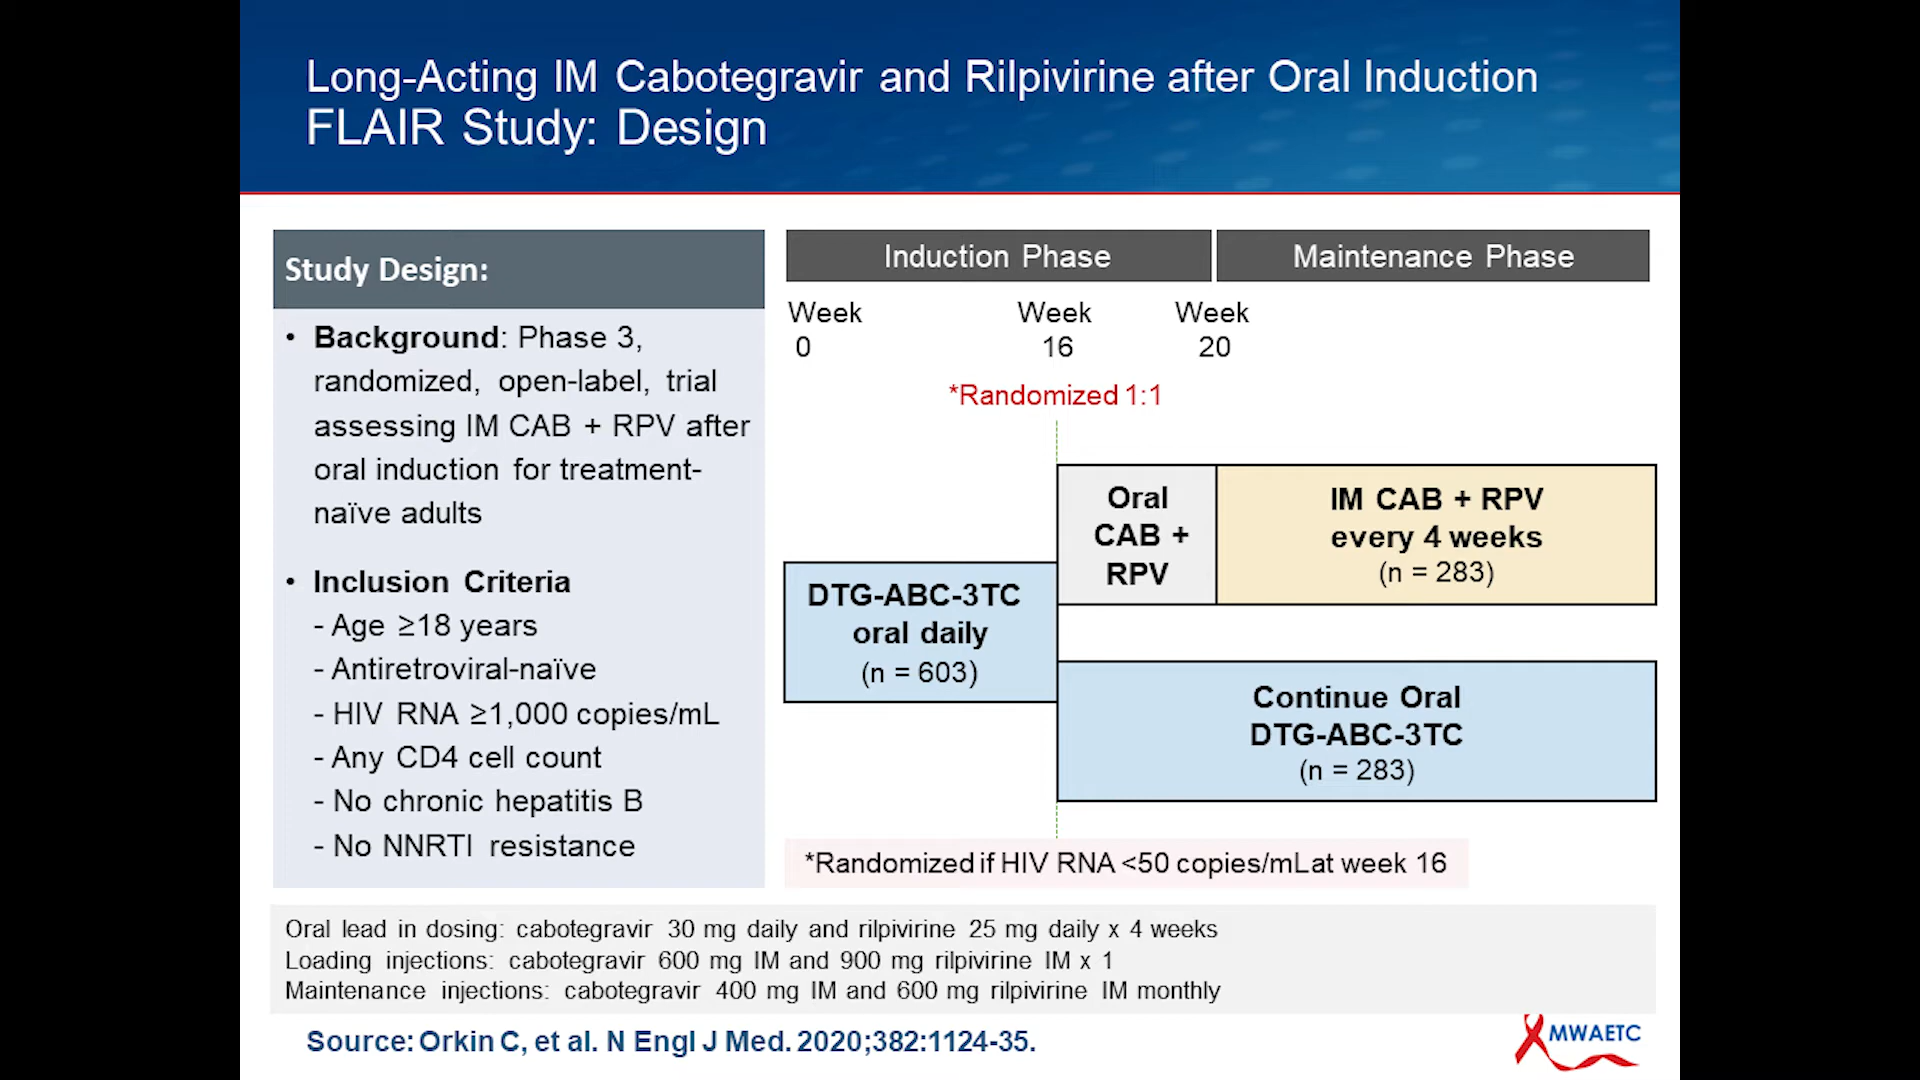 Long-Acting IM Cabotegravir and Rilpivirine after Oral Induction
FLAIR Study: Design
Study Design:
• Background: Phase 3,
randomized, open-label, trial
assessing IM CAB + RPV after
oral induction for treatment-
naïve adults
• Inclusion Criteria
- Age ≥18 years
- Antiretroviral-naïve
- HIV RNA ≥1,000 copies/mL
- Any CD4 cell count
- No chronic hepatitis B
- No NNRTI resistance
Induction Phase
Maintenance Phase
Week
0
Week
16
Week
20
*Randomized 1:1
Oral
CAB +
RPV
IM CAB + RPV
every 4 weeks
(n = 283)
DTG-ABC-3TC
oral daily
(n = 603)
Continue Oral
DTG-ABC-3TC
(n = 283)
*Randomized if HIV RNA <50 copies/mLat week 16
Oral lead in dosing: cabotegravir 30 mg daily and rilpivirine 25 mg daily x 4 weeks
Loading injections: cabotegravir 600 mg IM and 900 mg rilpivirine IM x 1
Maintenance injections: cabotegravir 400 mg IM and 600 mg rilpivirine IM monthly
Source: Orkin C, et al. N Engl J Med. 2020;382:1124-35.
MWAETC